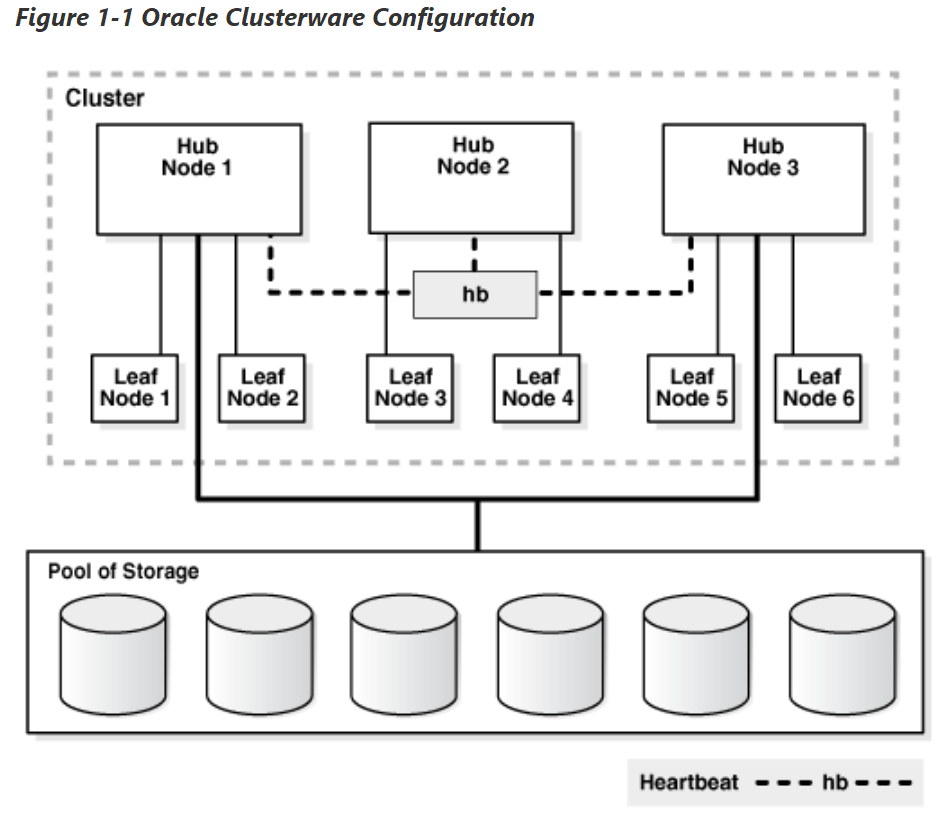 Figure 1-1 Oracle Clusterware Configuration
Cluster
Hub
Node 1
Hub
Node 2
Hub
Node 3
hb
Leaf
Node 1
Leaf
Node 2
Leaf
Node 3
Leaf
Node 4
Leaf
Node 5
Leaf
Node 6
Pool of Storage
Heartbeat hb